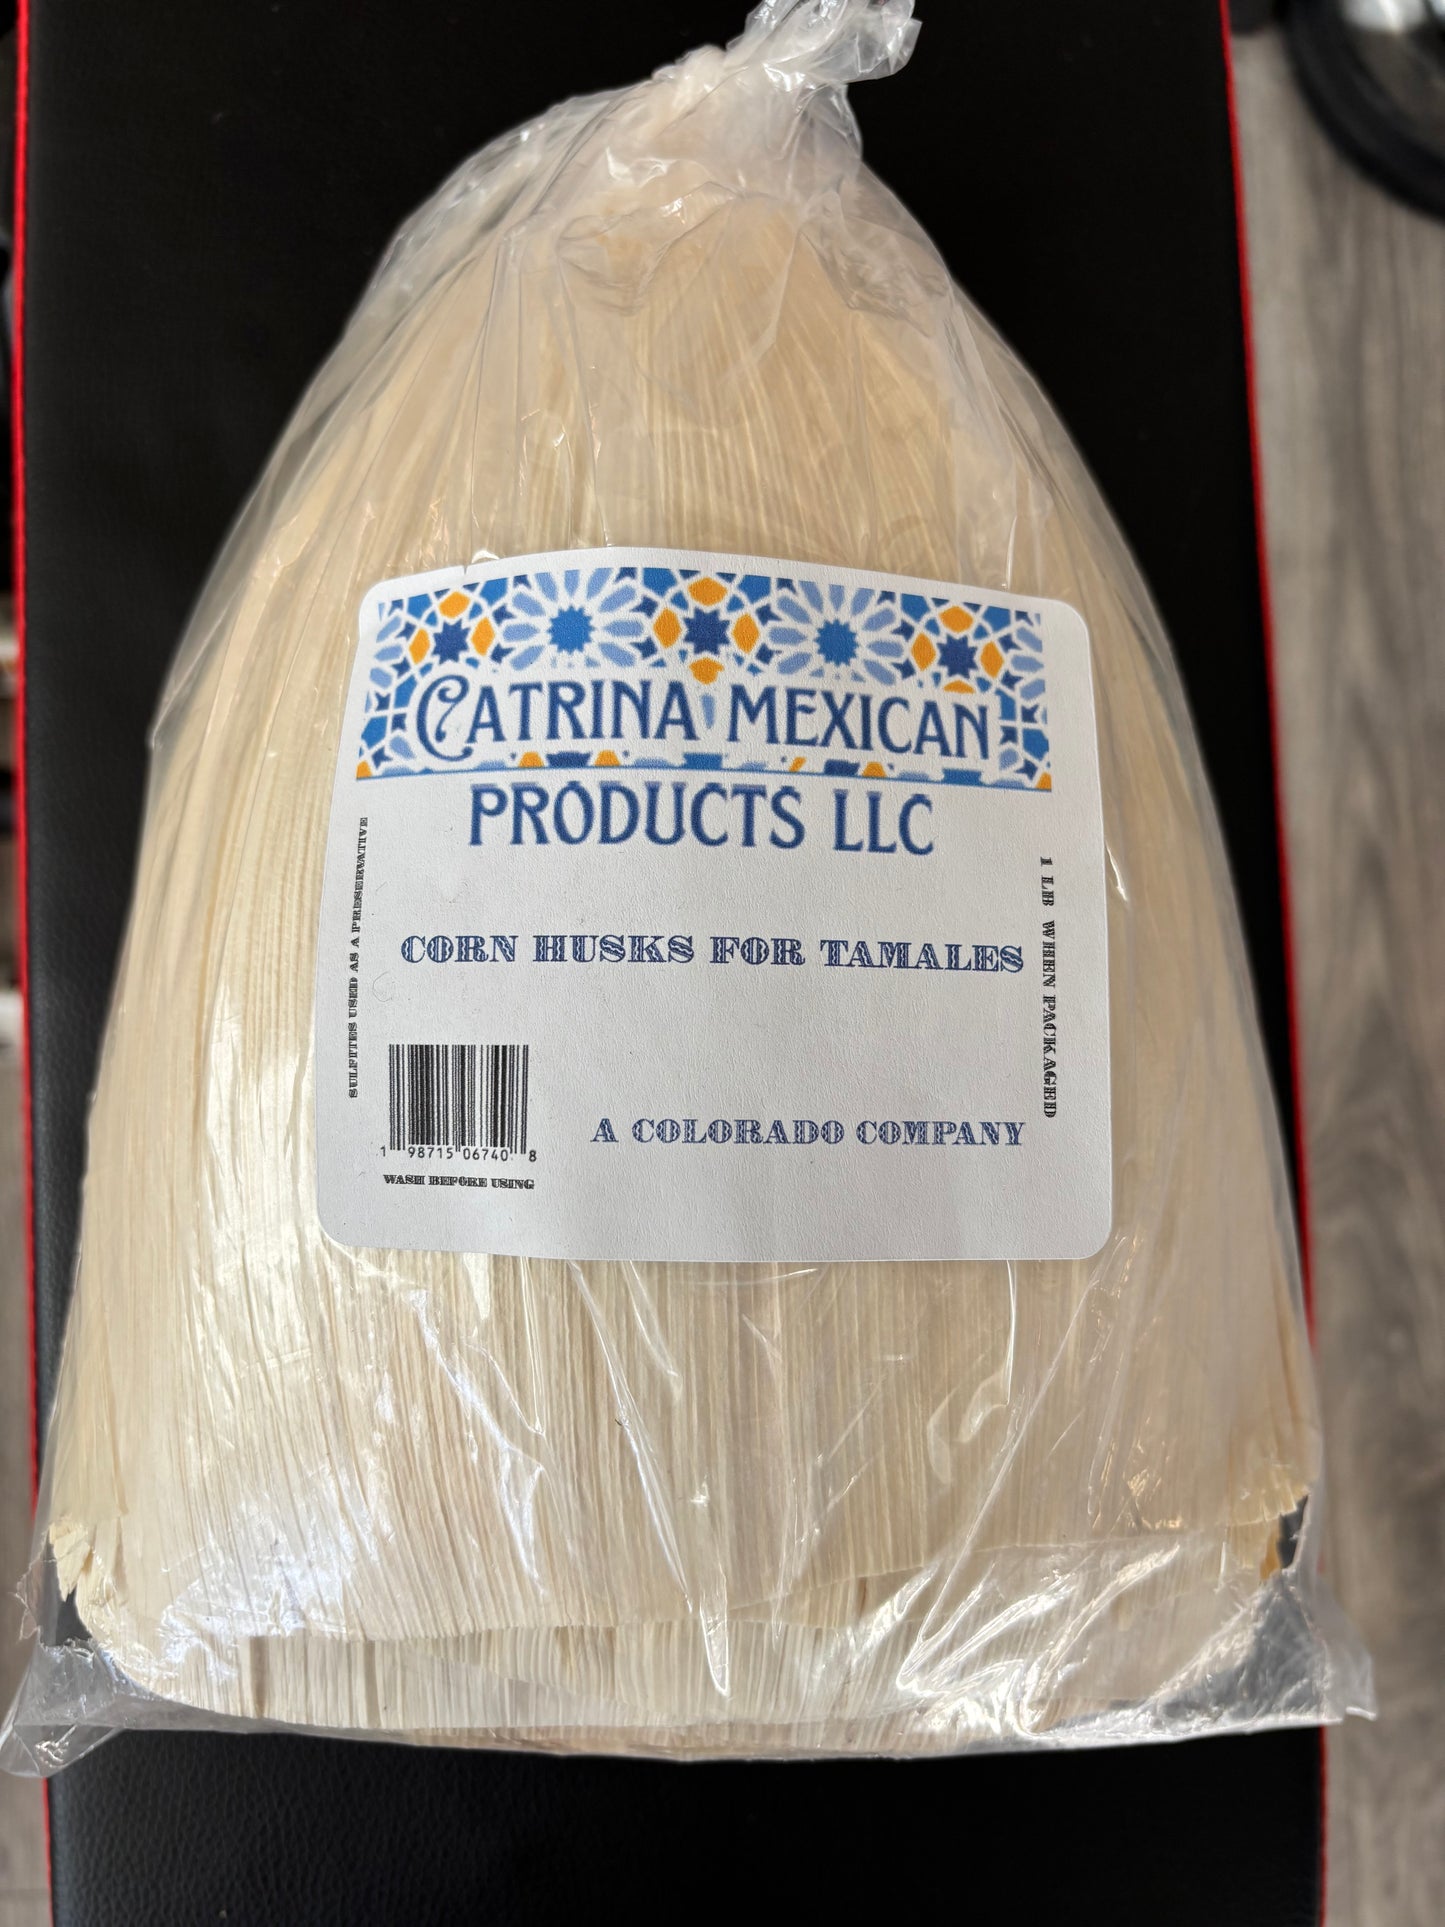 CATRINA MEXICAN
PRODUCTS LLC
SULFITES USED AS A PRESERVATIVE
1 LB WHEN PACKAGED
CORN HUSKS FOR TAMALES
A COLORADO COMPANY
1 98715 06740 8
WASH BEFORE USING